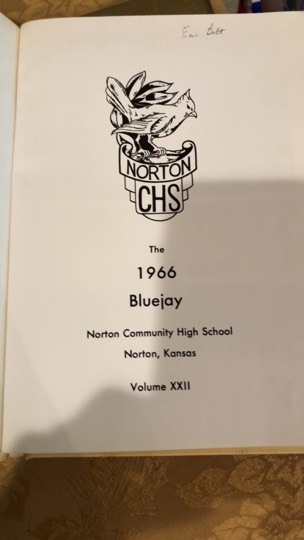 NORTON
CHS
The
1966
Bluejay
Norton Community High School
Norton, Kansas
Volume XXII